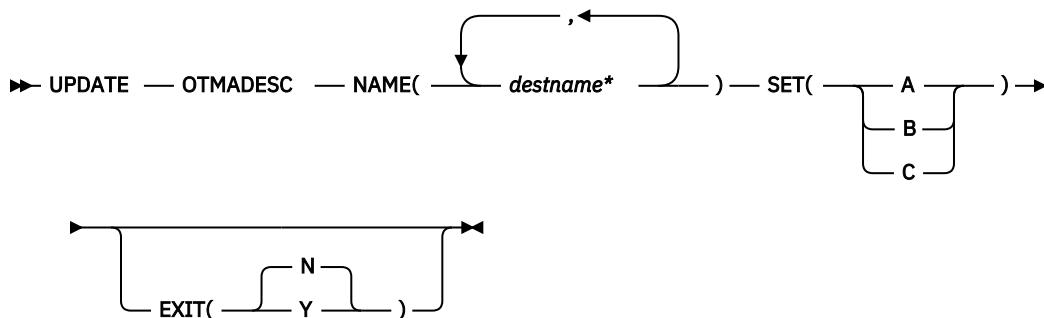 ,
UPDATE OTMADESC NAME( destname* ) SET( A )
B
C
N
EXIT( Y )